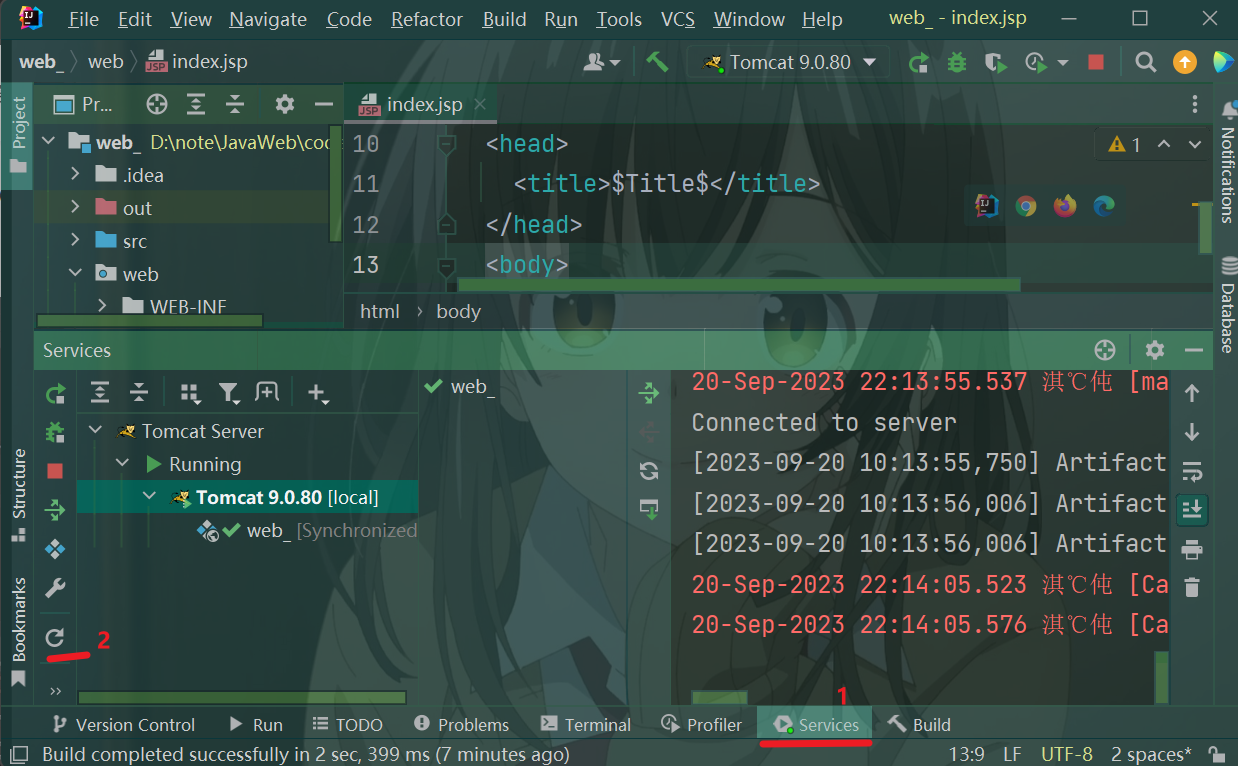 File Edit View Navigate Code Refactor Build Run Tools VCS Window Help web_ - index.jsp
web_ web index.jsp Tomcat 9.0.80
Project
Pr...
index.jsp
web_ D:\note\JavaWeb\cod
.idea
out
src
web
WEB-INF
10 <head>
11 <title>$Title$</title>
12 </head>
13 <body>
1
html body
Notifications
Database
Services
Tomcat Server
Running
Tomcat 9.0.80 [local]
web_ [Synchronized
web_
20-Sep-2023 22:13:55.537 淇℃伅 [ma
Connected to server
[2023-09-20 10:13:55,750] Artifact
[2023-09-20 10:13:56,006] Artifact
[2023-09-20 10:13:56,006] Artifact
20-Sep-2023 22:14:05.523 淇℃伅 [Ca
20-Sep-2023 22:14:05.576 淇℃伅 [Ca
Structure
Bookmarks
2
1
Version Control Run TODO Problems Terminal Profiler Services Build
Build completed successfully in 2 sec, 399 ms (7 minutes ago) 13:9 LF UTF-8 2 spaces*